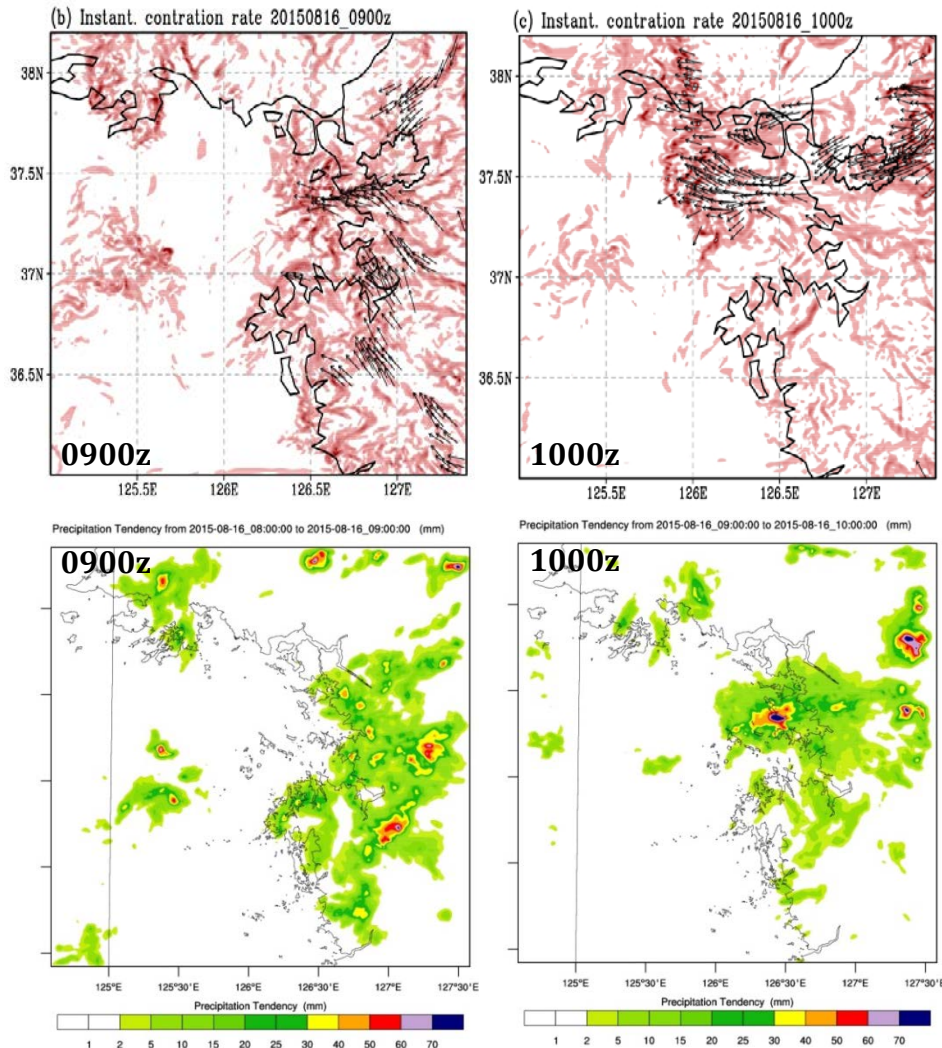 (b) Instant. contration rate 20150816_0900z
38N
37.5N
37N
36.5N
0900z
125.5E 126E 126.5E 127E
(c) Instant. contration rate 20150816_1000z
38N
37.5N
37N
36.5N
1000z
125.5E 126E 126.5E 127E
Precipitation Tendency from 2015-08-16_08:00:00 to 2015-08-16_09:00:00 (mm)
0900z
125°E 125°30'E 126°E 126°30'E 127°E 127°30'E
Precipitation Tendency (mm)
1 2 5 10 15 20 25 30 40 50 60 70
Precipitation Tendency from 2015-08-16_09:00:00 to 2015-08-16_10:00:00 (mm)
1000z
125°E 125°30'E 126°E 126°30'E 127°E 127°30'E
Precipitation Tendency (mm)
1 2 5 10 15 20 25 30 40 50 60 70